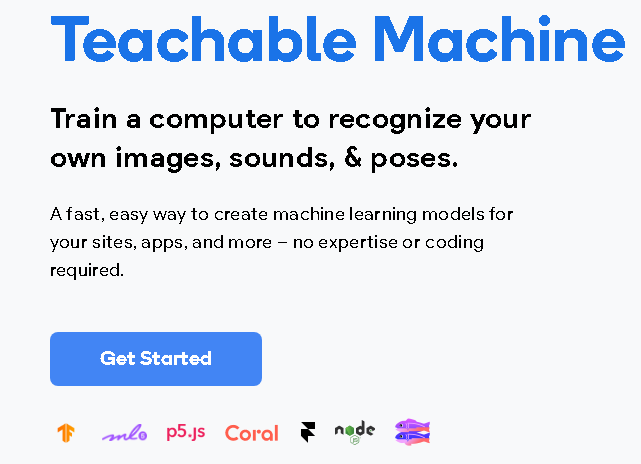 Teachable Machine
Train a computer to recognize your
own images, sounds, & poses.
A fast, easy way to create machine learning models for
your sites, apps, and more – no expertise or coding
required.
Get Started
ml5 p5.js Coral node JS